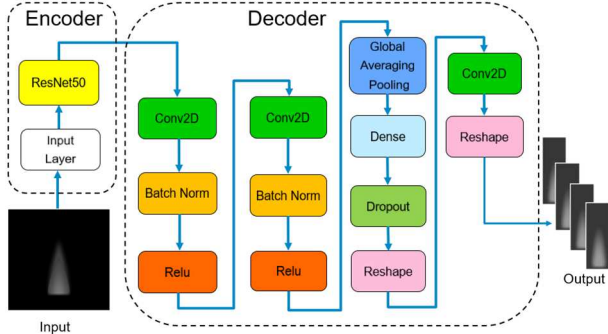 Encoder
Decoder
ResNet50
Input
Layer
Input
Conv2D
Batch Norm
Relu
Conv2D
Batch Norm
Relu
Global
Averaging
Pooling
Dense
Dropout
Reshape
Conv2D
Reshape
Output